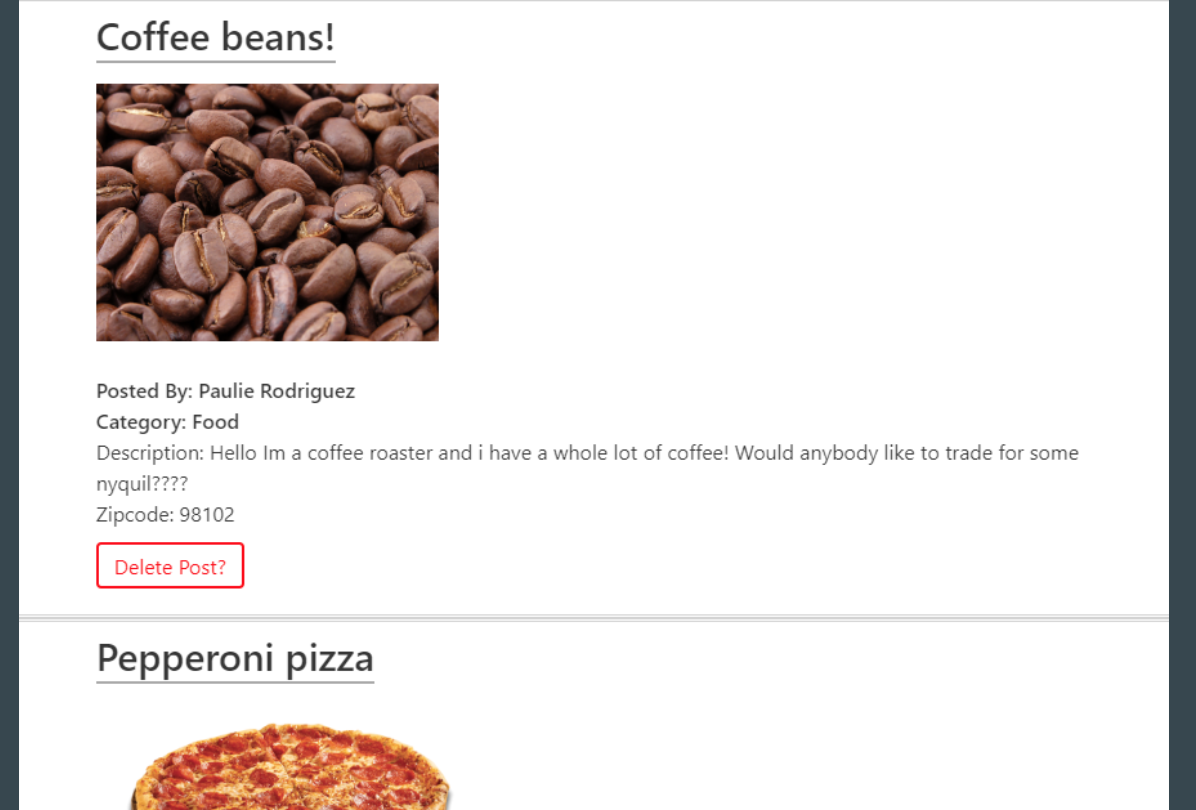 Coffee beans!
Posted By: Paulie Rodriguez
Category: Food
Description: Hello Im a coffee roaster and i have a whole lot of coffee! Would anybody like to trade for some
nyquil????
Zipcode: 98102
Delete Post?
Pepperoni pizza